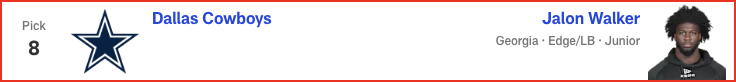 Pick
8
Dallas Cowboys
Jalon Walker
Georgia · Edge/LB · Junior